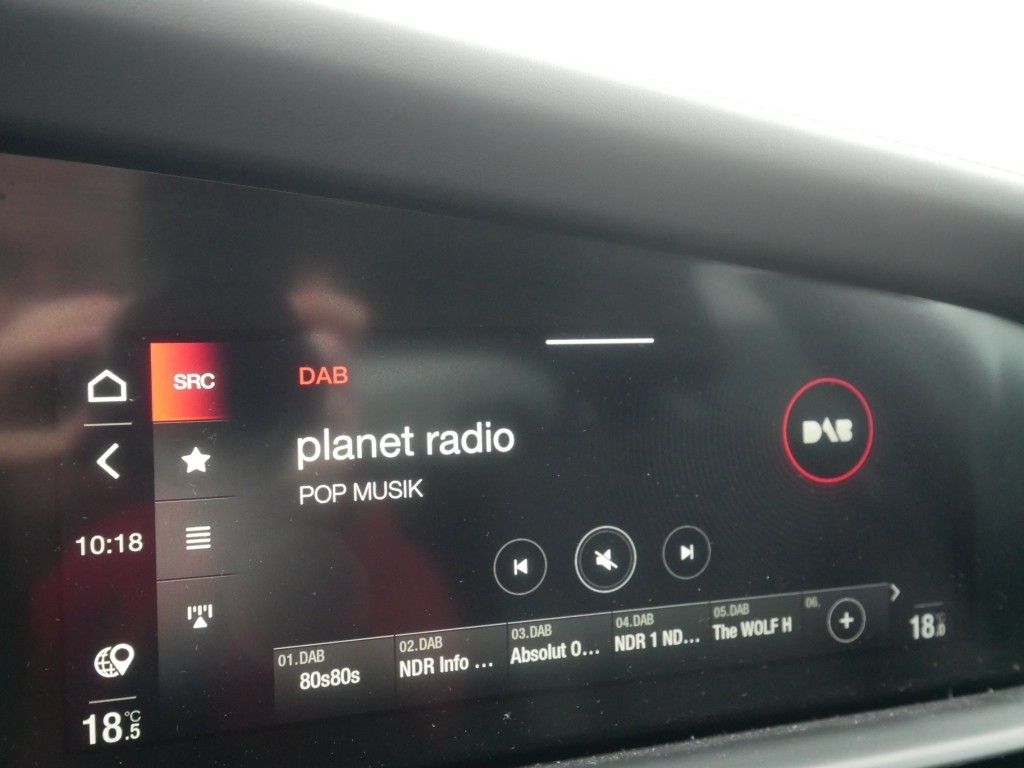 SRC
DAB
planet radio
POP MUSIK
DAB
10:18
01.DAB
80s80s
02.DAB
NDR Info ...
03.DAB
Absolut O...
04.DAB
NDR 1 ND...
05.DAB
The WOLF H
06.
18.5 °C
18.